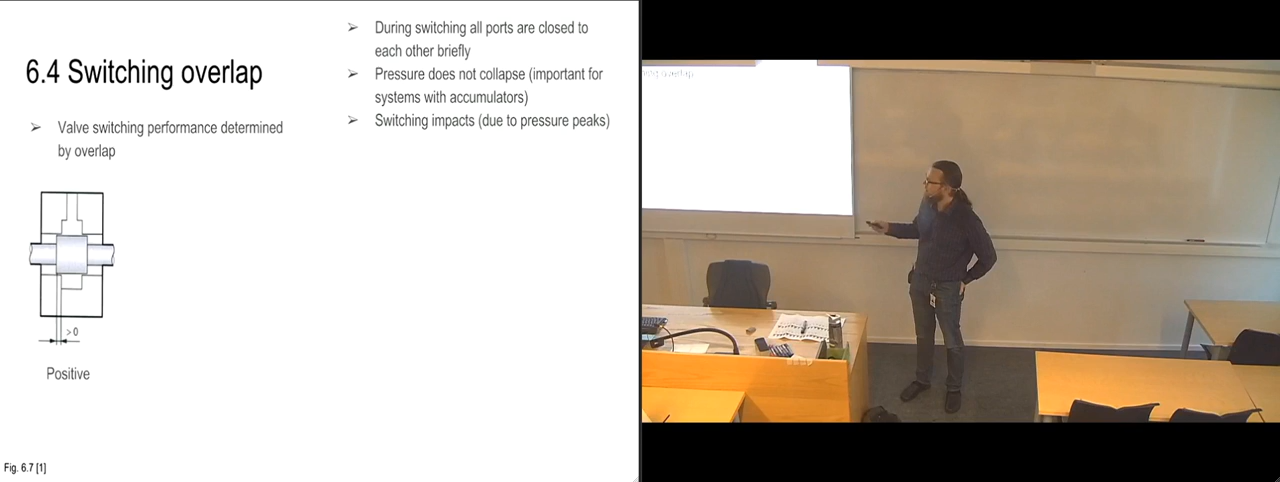 6.4 Switching overlap
➢ Valve switching performance determined
by overlap
> 0
Positive
Fig. 6.7 [1]
➢ During switching all ports are closed to
each other briefly
➢ Pressure does not collapse (important for
systems with accumulators)
➢ Switching impacts (due to pressure peaks)
overlap